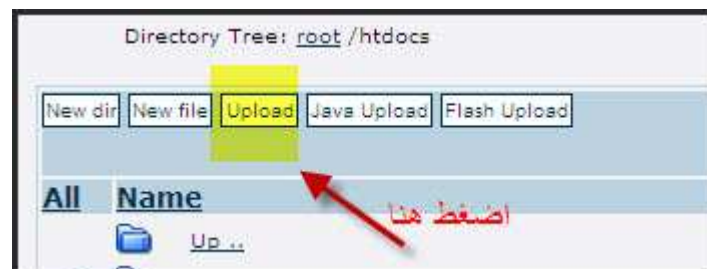 Directory Tree: root /htdocs
New dir New file Upload Java Upload Flash Upload
All Name
اضغط هنا
Up ..